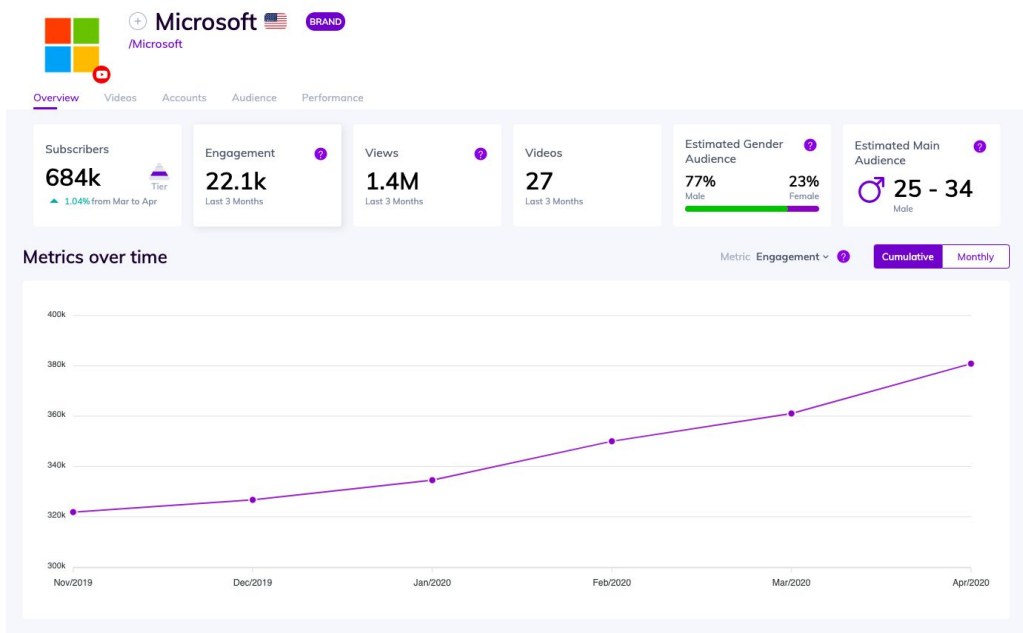 Microsoft BRAND
/Microsoft
Overview Videos Accounts Audience Performance
Subscribers
684k
Tier
1.04% from Mar to Apr
Engagement ?
22.1k
Last 3 Months
Views ?
1.4M
Last 3 Months
Videos
27
Last 3 Months
Estimated Gender ?
Audience
77% 23%
Male Female
Estimated Main ?
Audience
25 - 34
Male
Metrics over time
Metric Engagement ? Cumulative Monthly
400k
380k
360k
340k
320k
300k
Nov/2019 Dec/2019 Jan/2020 Feb/2020 Mar/2020 Apr/2020